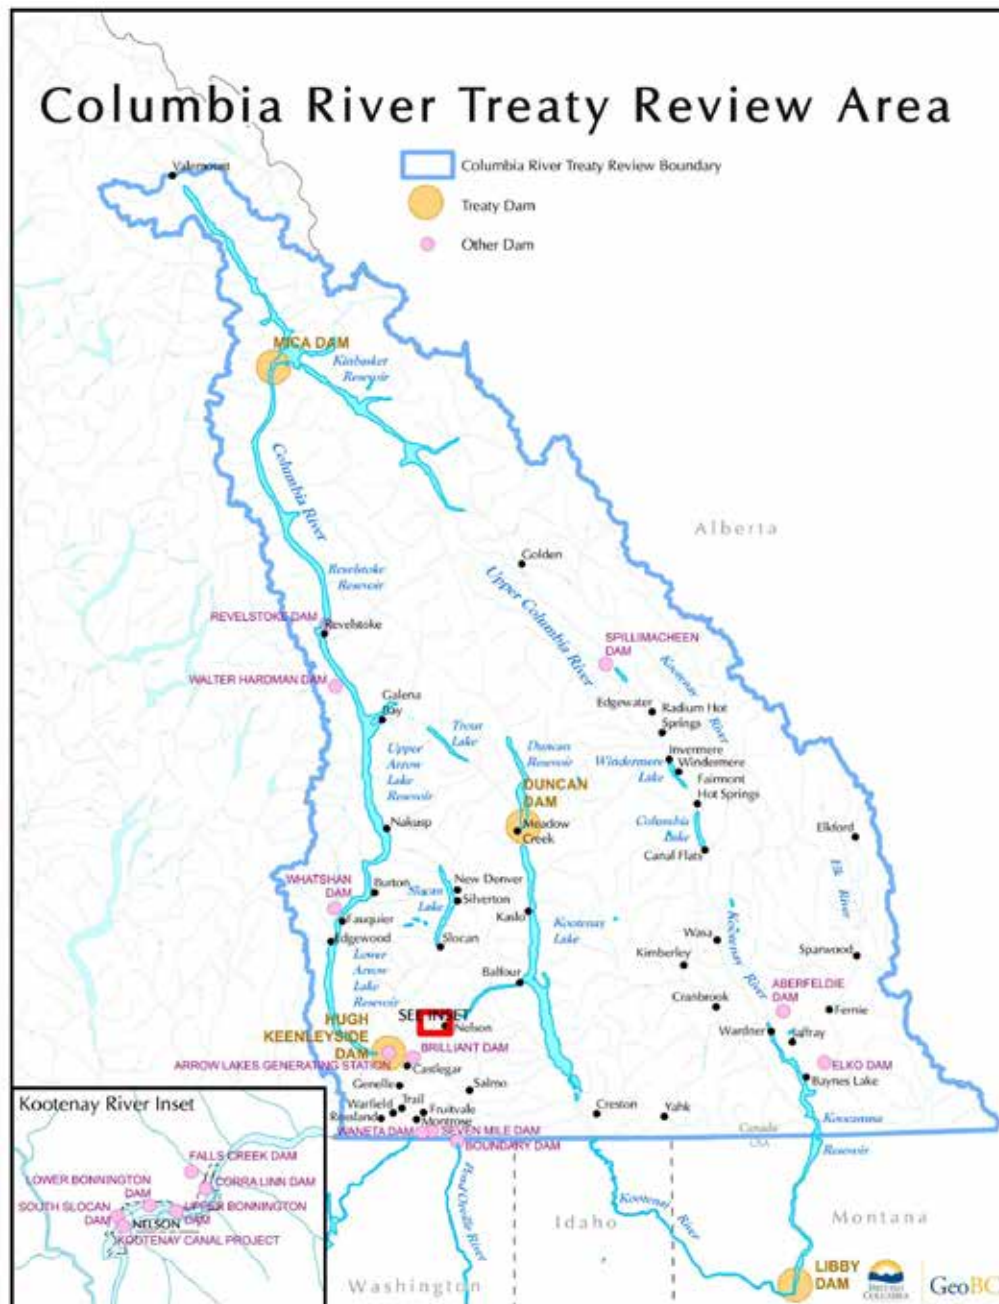 Columbia River Treaty Review Area
Columbia River Treaty Review Boundary
Treaty Dam
Other Dam
Valemount
MICA DAM
Kinbasket
Reservoir
Columbia River
Alberta
Golden
Revelstoke
Reservoir
Upper Columbia River
REVELSTOKE DAM
Revelstoke
SPILLIMACHEEN
DAM
Kootenay
River
WALTER HARDMAN DAM
Galena
Bay
Edgewater
Radium Hot
Springs
Trout
Lake
Upper
Arrow
Lake
Reservoir
Duncan
Reservoir
Invermere
Windermere
Lake
Windermere
Fairmont
Hot Springs
DUNCAN
DAM
Nakusp
Meadow
Creek
Columbia
Lake
Canal Flats
Elkford
Elk River
WHATSHAN
DAM
Burton
Slocan
Lake
New Denver
Silverton
Fauquier
Kaslo
Kootenay
Lake
Kootenay River
Edgewood
Slocan
Wasa
Kimberley
Sparwood
Lower
Arrow
Lake
Reservoir
Balfour
ABERFELDIE
DAM
Cranbrook
Fernie
SEE INSET
Nelson
HUGH
KEENLEYSIDE
DAM
Wardner
Jaffray
BRILLIANT DAM
ARROW LAKES GENERATING STATION
Castlegar
ELKO DAM
Baynes Lake
Genelle
Salmo
Warfield
Trail
Rossland
Fruitvale
Montrose
Creston
Yahk
WANETA DAM
SEVEN MILE DAM
BOUNDARY DAM
Canada
USA
Koocanusa
Reservoir
Kootenay River Inset
FALLS CREEK DAM
LOWER BONNINGTON
DAM
CORRA LINN DAM
SOUTH SLOCAN
DAM
UPPER BONNINGTON
DAM
NELSON
KOOTENAY CANAL PROJECT
Pend Oreille River
Kootenai River
Idaho
Montana
Washington
LIBBY
DAM
BRITISH
COLUMBIA
GeoBC